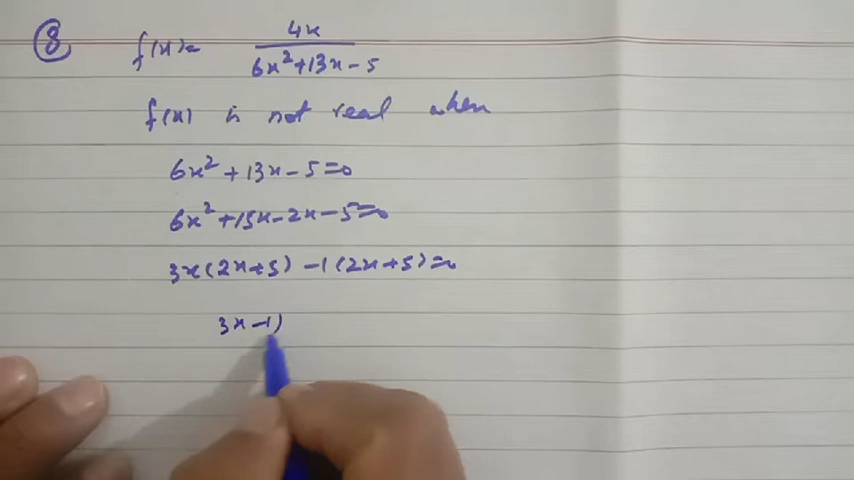 8 f(x)= 4x / 6x²+13x-5
f(x) is not real when
6x²+13x-5=0
6x²+15x-2x-5=0
3x(2x+5) -1(2x+5)=0
3x-1)